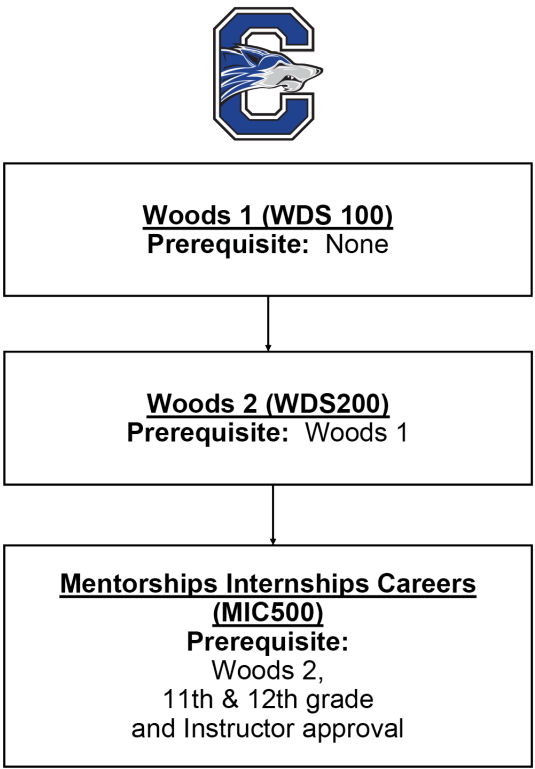 C
Woods 1 (WDS 100)
Prerequisite: None
Woods 2 (WDS200)
Prerequisite: Woods 1
Mentorships Internships Careers
(MIC500)
Prerequisite:
Woods 2,
11th & 12th grade
and Instructor approval